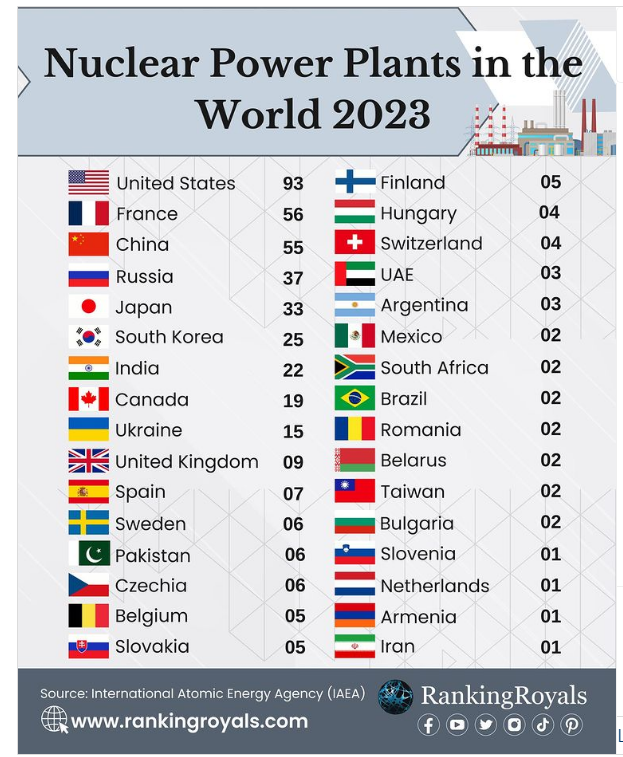 Nuclear Power Plants in the
World 2023
United States 93
France 56
China 55
Russia 37
Japan 33
South Korea 25
India 22
Canada 19
Ukraine 15
United Kingdom 09
Spain 07
Sweden 06
Pakistan 06
Czechia 06
Belgium 05
Slovakia 05
Finland 05
Hungary 04
Switzerland 04
UAE 03
Argentina 03
Mexico 02
South Africa 02
Brazil 02
Romania 02
Belarus 02
Taiwan 02
Bulgaria 02
Slovenia 01
Netherlands 01
Armenia 01
Iran 01
Source: International Atomic Energy Agency (IAEA)
www.rankingroyals.com
RankingRoyals
L